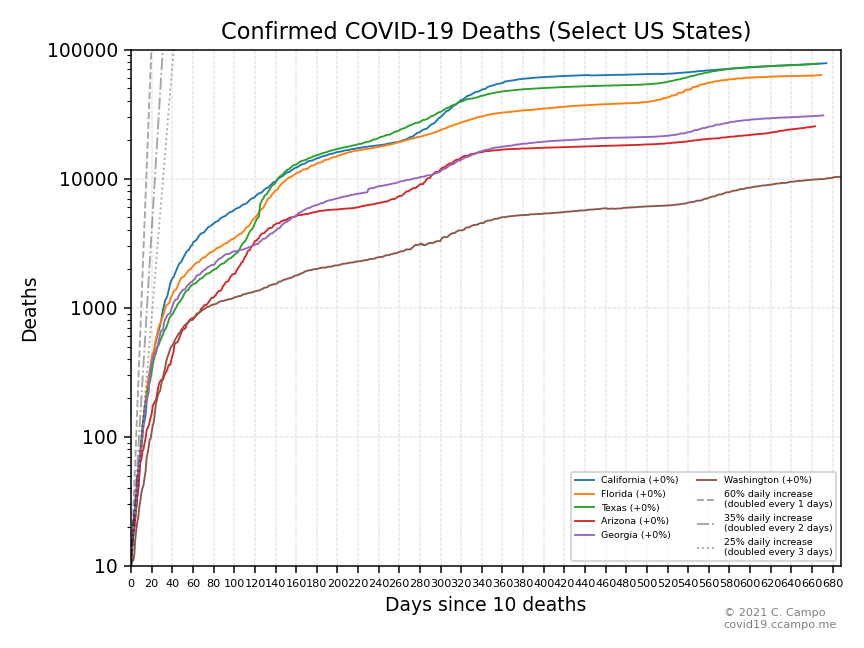 Confirmed COVID-19 Deaths (Select US States)
100000
10000
1000
100
10
Deaths
California (+0%)
Florida (+0%)
Texas (+0%)
Arizona (+0%)
Georgia (+0%)
Washington (+0%)
60% daily increase
(doubled every 1 days)
35% daily increase
(doubled every 2 days)
25% daily increase
(doubled every 3 days)
0 20 40 60 80 100 120 140 160 180 200 220 240 260 280 300 320 340 360 380 400 420 440 460 480 500 520 540 560 580 600 620 640 660 680
Days since 10 deaths
© 2021 C. Campo
covid19.ccampo.me